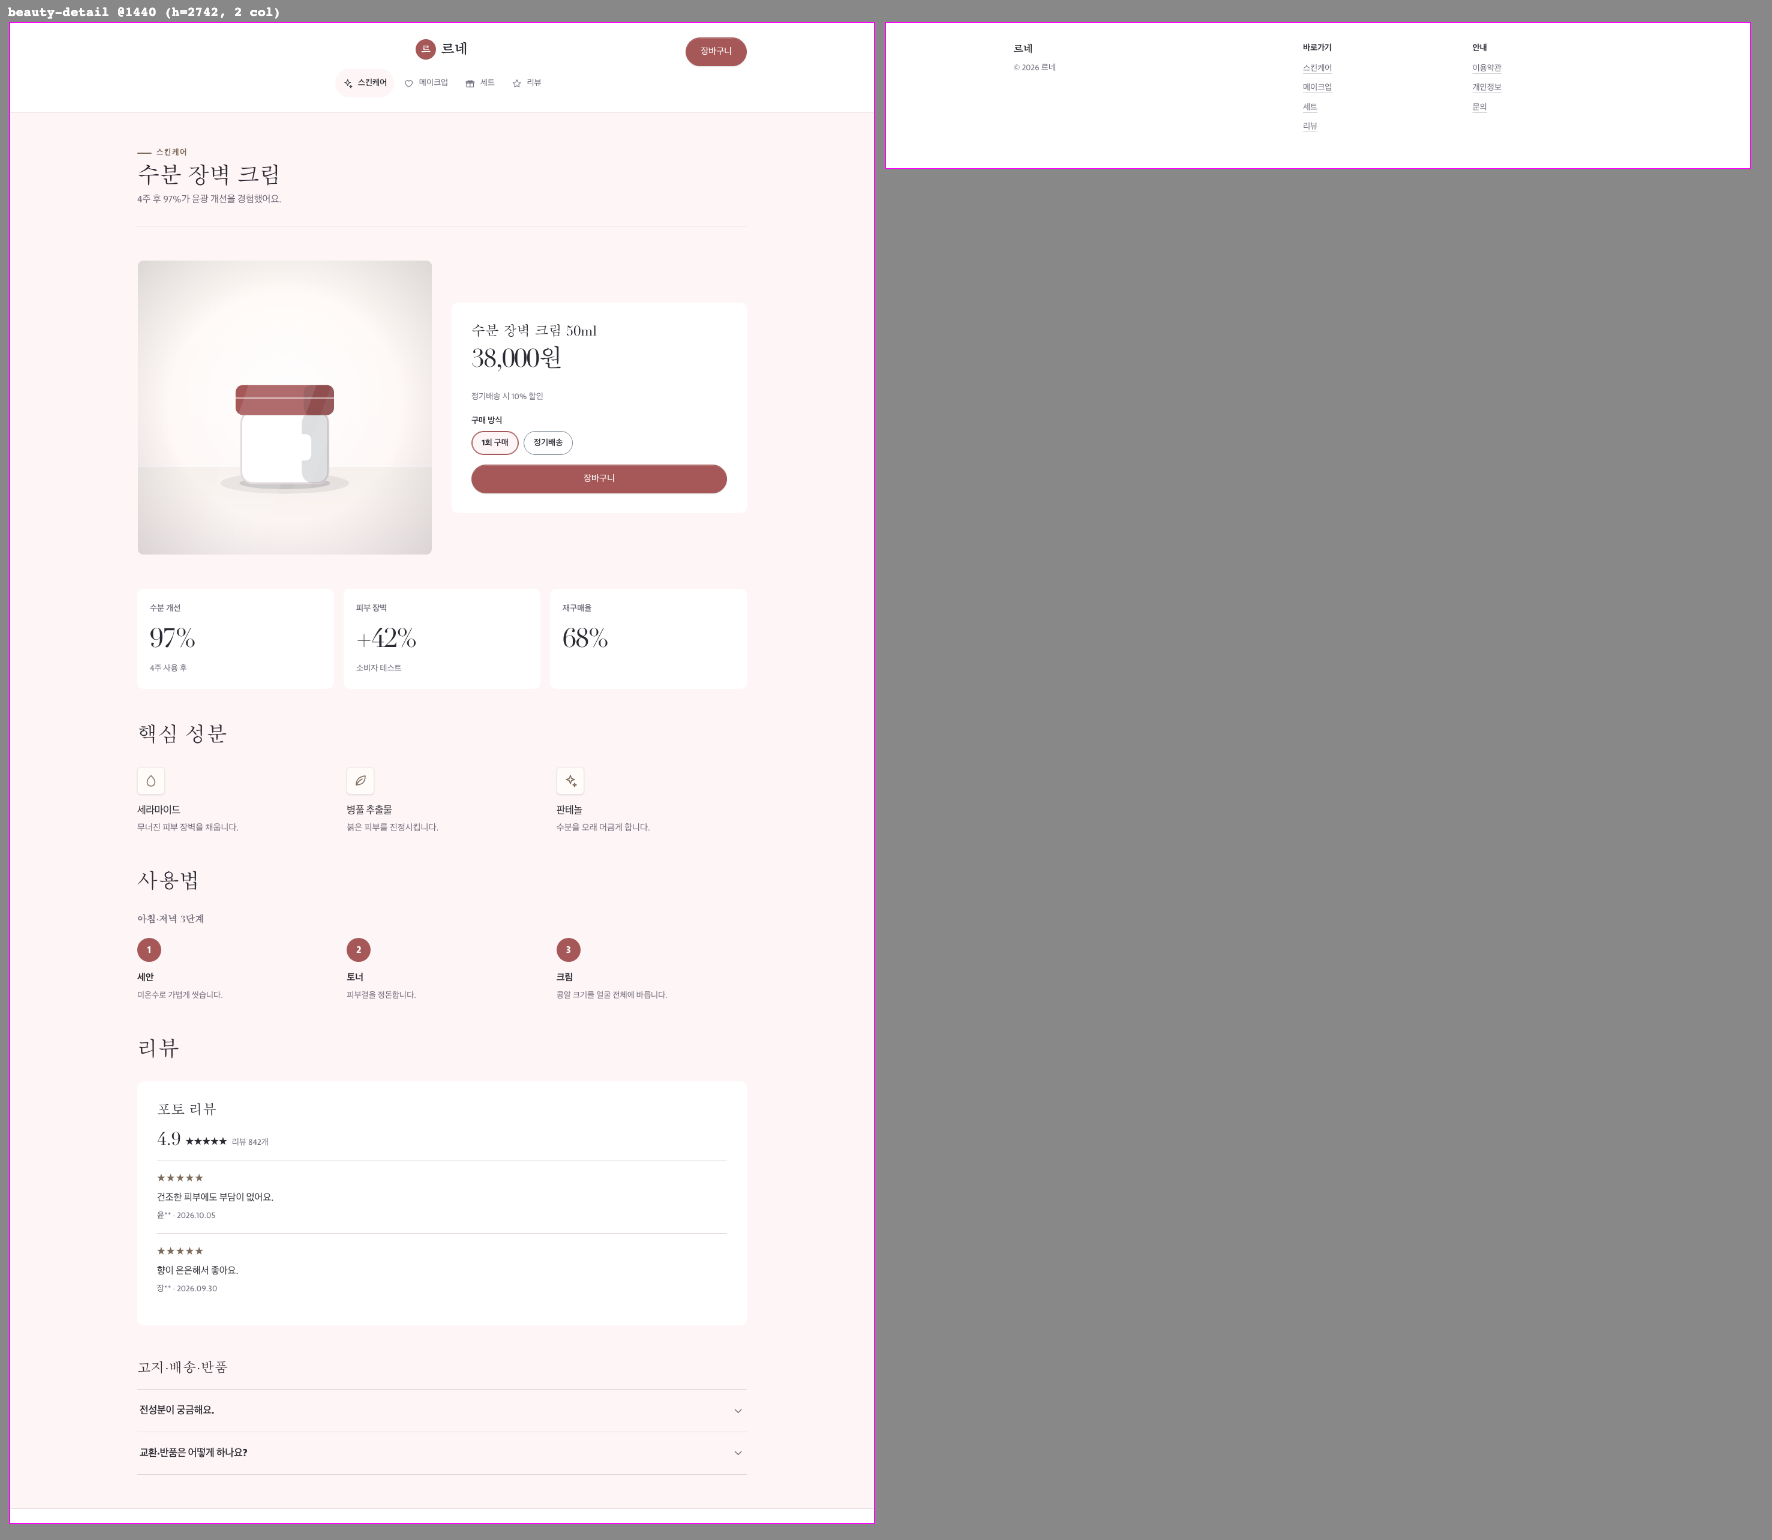 beauty-detail @1440 (h=2742, 2 col)
르 르네
장바구니
스킨케어 메이크업 세트 리뷰
스킨케어
수분 장벽 크림
4주 후 97%가 윤광 개선을 경험했어요.
수분 장벽 크림 50ml
38,000원
정기배송 시 10% 할인
구매 방식
1회 구매 정기배송
장바구니
수분 개선
97%
4주 사용 후
피부 장벽
+42%
소비자 테스트
재구매율
68%
핵심 성분
세라마이드
무너진 피부 장벽을 채웁니다.
병풀 추출물
붉은 피부를 진정시킵니다.
판테놀
수분을 오래 머금게 합니다.
사용법
아침·저녁 3단계
1
세안
미온수로 가볍게 씻습니다.
2
토너
피부결을 정돈합니다.
3
크림
콩알 크기를 얼굴 전체에 바릅니다.
리뷰
포토 리뷰
4.9 ★★★★★ 리뷰 842개
★★★★★
건조한 피부에도 부담이 없어요.
윤** · 2026.10.05
★★★★★
향이 은은해서 좋아요.
장** · 2026.09.30
고지·배송·반품
전성분이 궁금해요.
교환·반품은 어떻게 하나요?
르네
© 2026 르네
바로가기
스킨케어
메이크업
세트
리뷰
안내
이용약관
개인정보
문의